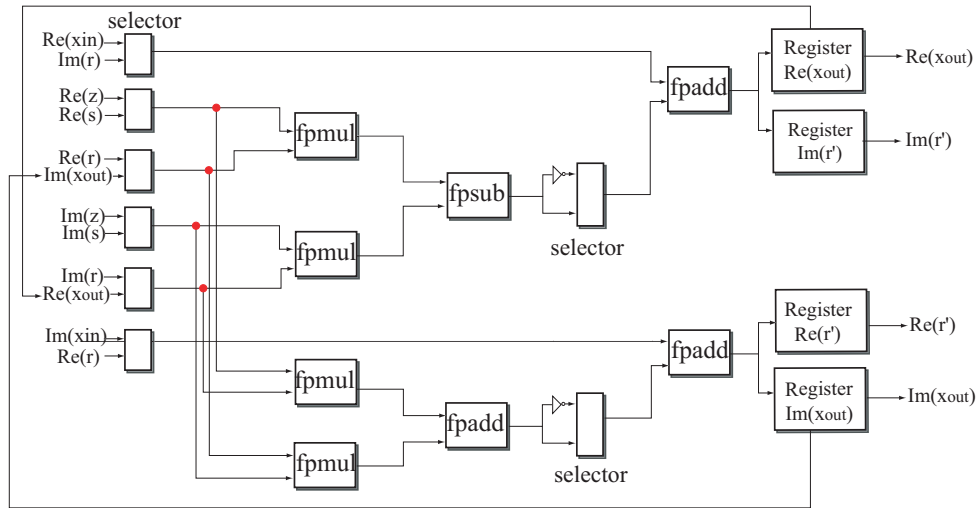 selector
Re(xin)
Im(r)
Re(z)
Re(s)
Re(r)
Im(xout)
Im(z)
Im(s)
Im(r)
Re(xout)
Im(xin)
Re(r)
fpmul
fpmul
fpmul
fpmul
fpsub
fpadd
selector
selector
fpadd
fpadd
Register
Re(xout)
Re(xout)
Register
Im(r')
Im(r')
Register
Re(r')
Re(r')
Register
Im(xout)
Im(xout)